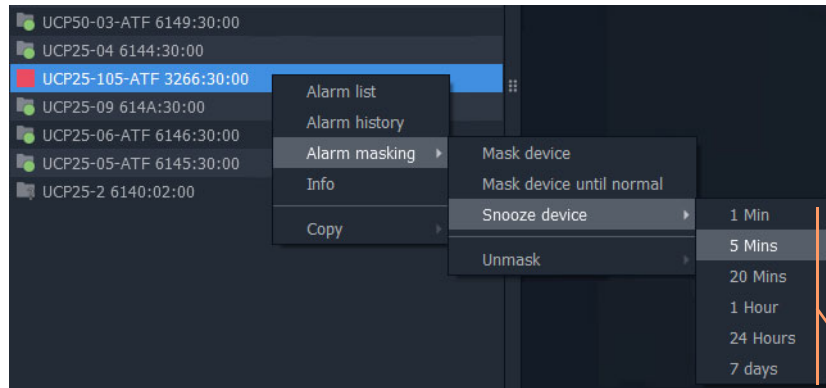 UCP50-03-ATF 6149:30:00
UCP25-04 6144:30:00
UCP25-105-ATF 3266:30:00
UCP25-09 614A:30:00
UCP25-06-ATF 6146:30:00
UCP25-05-ATF 6145:30:00
UCP25-2 6140:02:00
Alarm list
Alarm history
Alarm masking
Info
Copy
Mask device
Mask device until normal
Snooze device
Unmask
1 Min
5 Mins
20 Mins
1 Hour
24 Hours
7 days